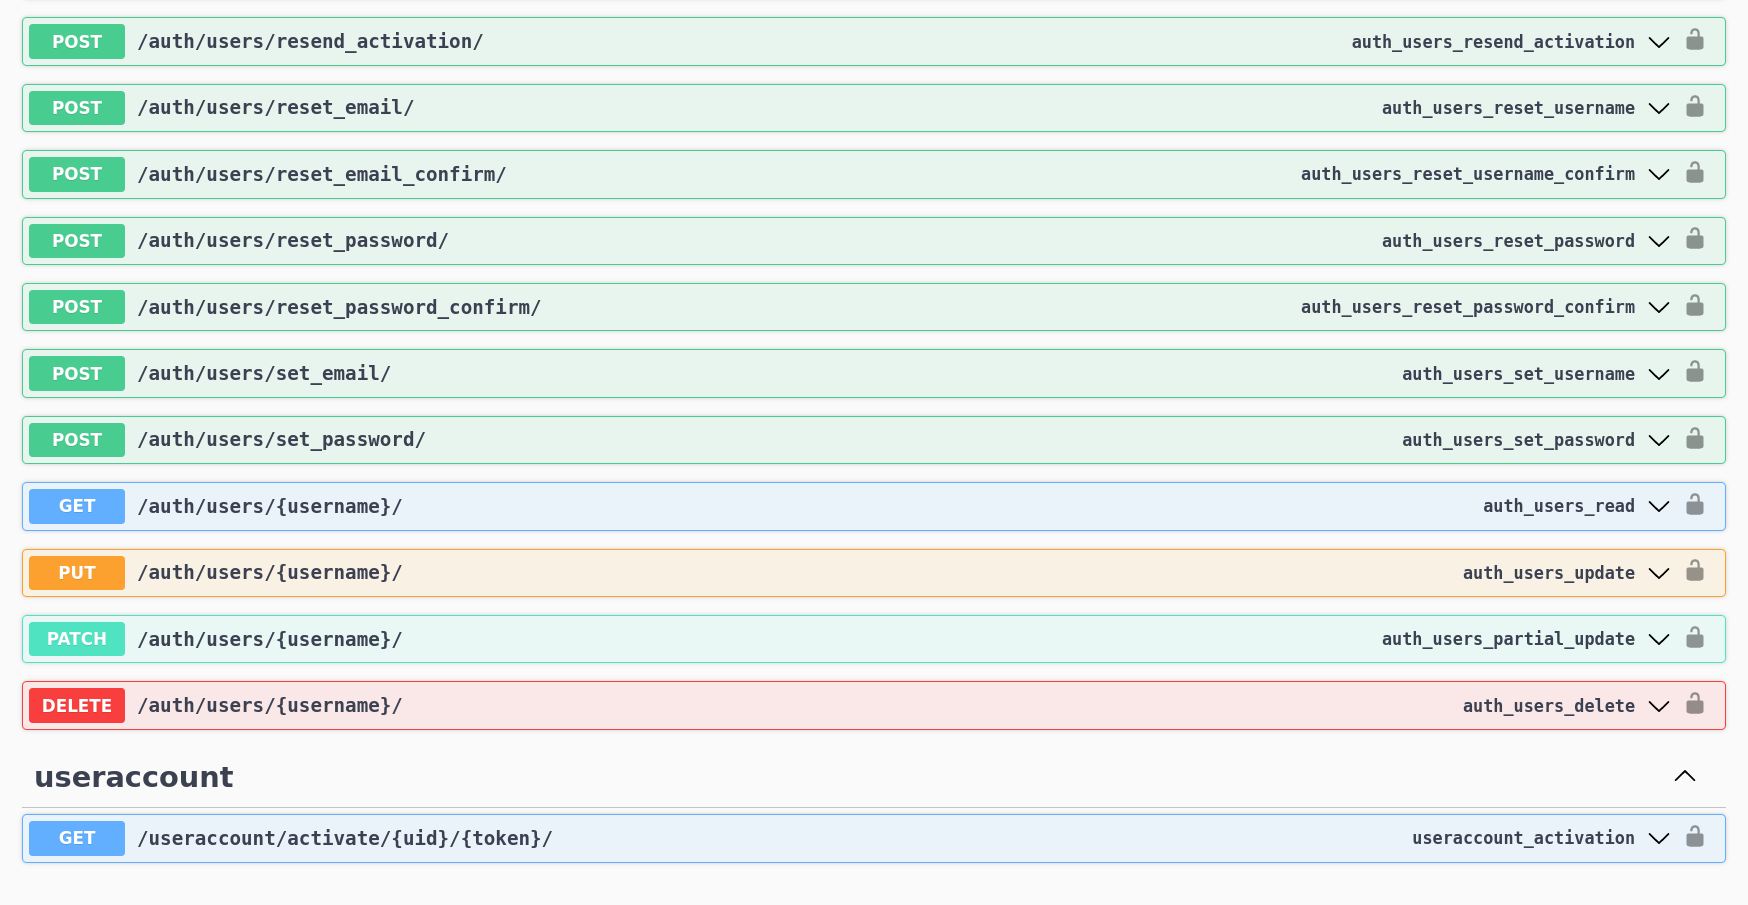 POST /auth/users/resend_activation/ auth_users_resend_activation
POST /auth/users/reset_email/ auth_users_reset_username
POST /auth/users/reset_email_confirm/ auth_users_reset_username_confirm
POST /auth/users/reset_password/ auth_users_reset_password
POST /auth/users/reset_password_confirm/ auth_users_reset_password_confirm
POST /auth/users/set_email/ auth_users_set_username
POST /auth/users/set_password/ auth_users_set_password
GET /auth/users/{username}/ auth_users_read
PUT /auth/users/{username}/ auth_users_update
PATCH /auth/users/{username}/ auth_users_partial_update
DELETE /auth/users/{username}/ auth_users_delete
useraccount
GET /useraccount/activate/{uid}/{token}/ useraccount_activation